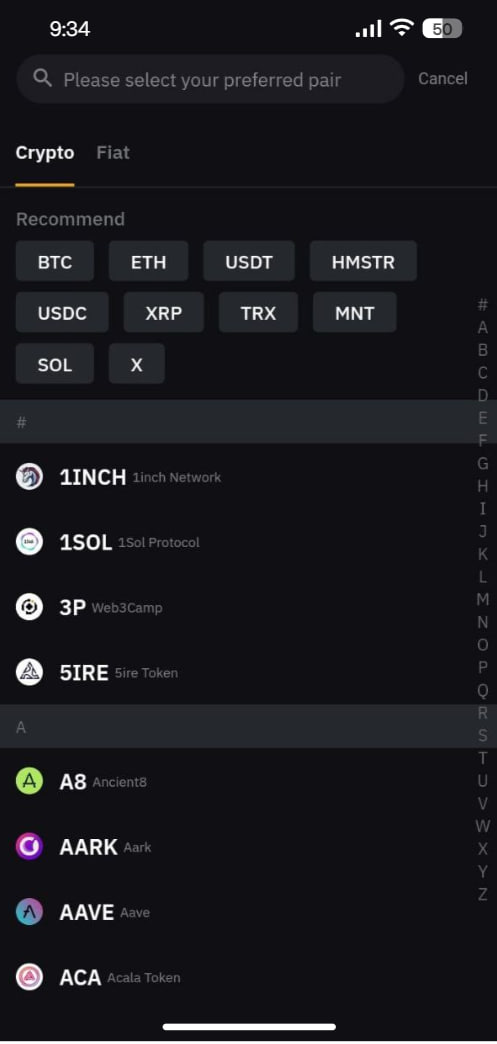 9:34
50
Please select your preferred pair Cancel
Crypto Fiat
Recommend
BTC ETH USDT HMSTR
USDC XRP TRX MNT
SOL X
#
1INCH 1inch Network
1SOL 1Sol Protocol
3P Web3Camp
5IRE 5ire Token
A
A8 Ancient8
AARK Aark
AAVE Aave
ACA Acala Token
#
A
B
C
D
E
F
G
H
I
J
K
L
M
N
O
P
Q
R
S
T
U
V
W
X
Y
Z